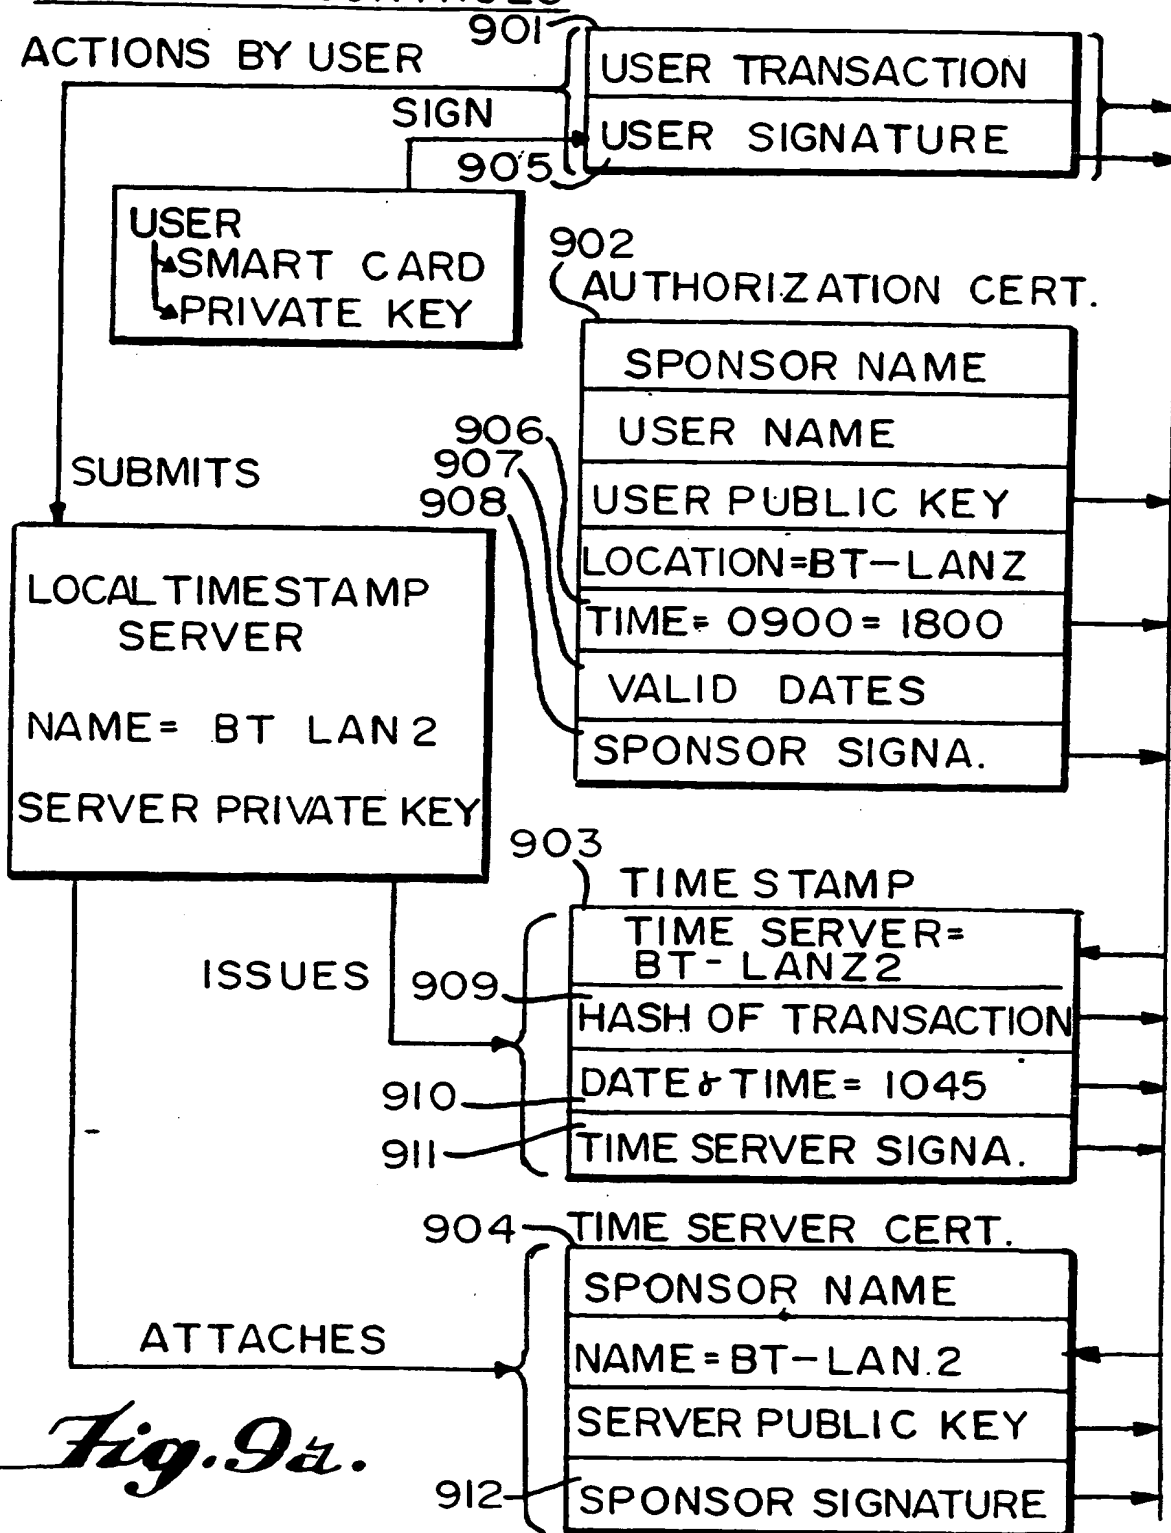 901
ACTIONS BY USER
USER TRANSACTION
SIGN
USER SIGNATURE
905
USER
SMART CARD
PRIVATE KEY
902
AUTHORIZATION CERT.
SPONSOR NAME
USER NAME
906
907
908
SUBMITS
USER PUBLIC KEY
LOCATION=BT-LANZ
TIME= 0900= 1800
VALID DATES
SPONSOR SIGNA.
LOCAL TIMESTAMP
SERVER
NAME= BT LAN 2
SERVER PRIVATE KEY
903
TIME STAMP
TIME SERVER=
BT-LANZ2
ISSUES
909
HASH OF TRANSACTION
910
DATE & TIME= 1045
911
TIME SERVER SIGNA.
904
TIME SERVER CERT.
SPONSOR NAME
ATTACHES
NAME=BT-LAN.2
SERVER PUBLIC KEY
912
SPONSOR SIGNATURE
Fig.9a.